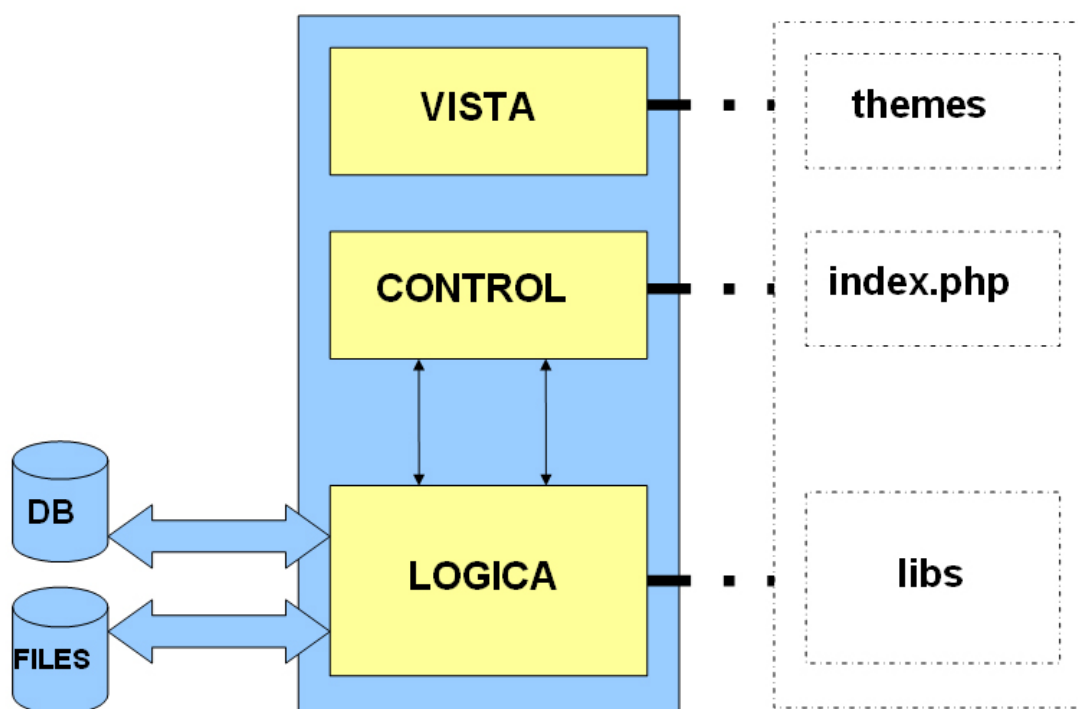 VISTA
themes
CONTROL
index.php
DB
LOGICA
libs
FILES